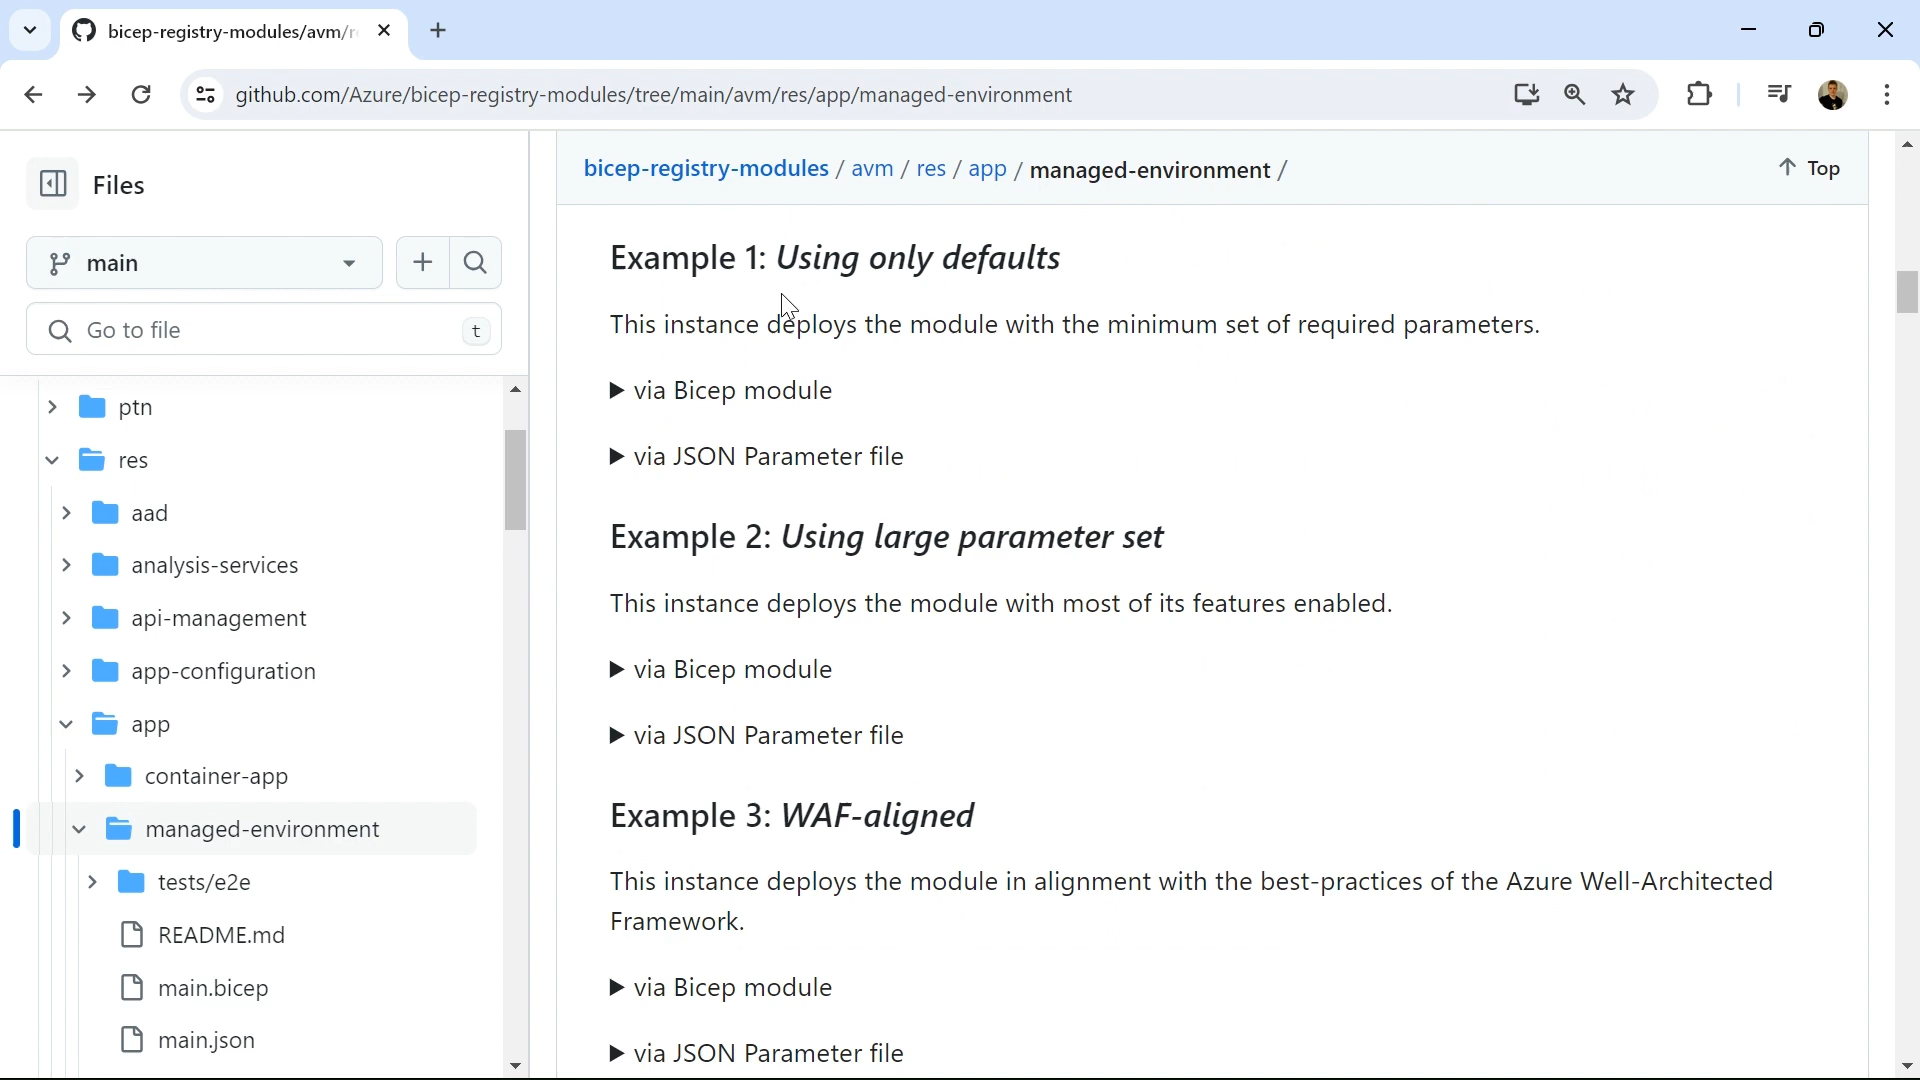 bicep-registry-modules/avm/r
github.com/Azure/bicep-registry-modules/tree/main/avm/res/app/managed-environment
Files
main
Go to file
t
ptn
res
aad
analysis-services
api-management
app-configuration
app
container-app
managed-environment
tests/e2e
README.md
main.bicep
main.json
bicep-registry-modules / avm / res / app / managed-environment /
Top
Example 1: Using only defaults
This instance deploys the module with the minimum set of required parameters.
via Bicep module
via JSON Parameter file
Example 2: Using large parameter set
This instance deploys the module with most of its features enabled.
via Bicep module
via JSON Parameter file
Example 3: WAF-aligned
This instance deploys the module in alignment with the best-practices of the Azure Well-Architected
Framework.
via Bicep module
via JSON Parameter file